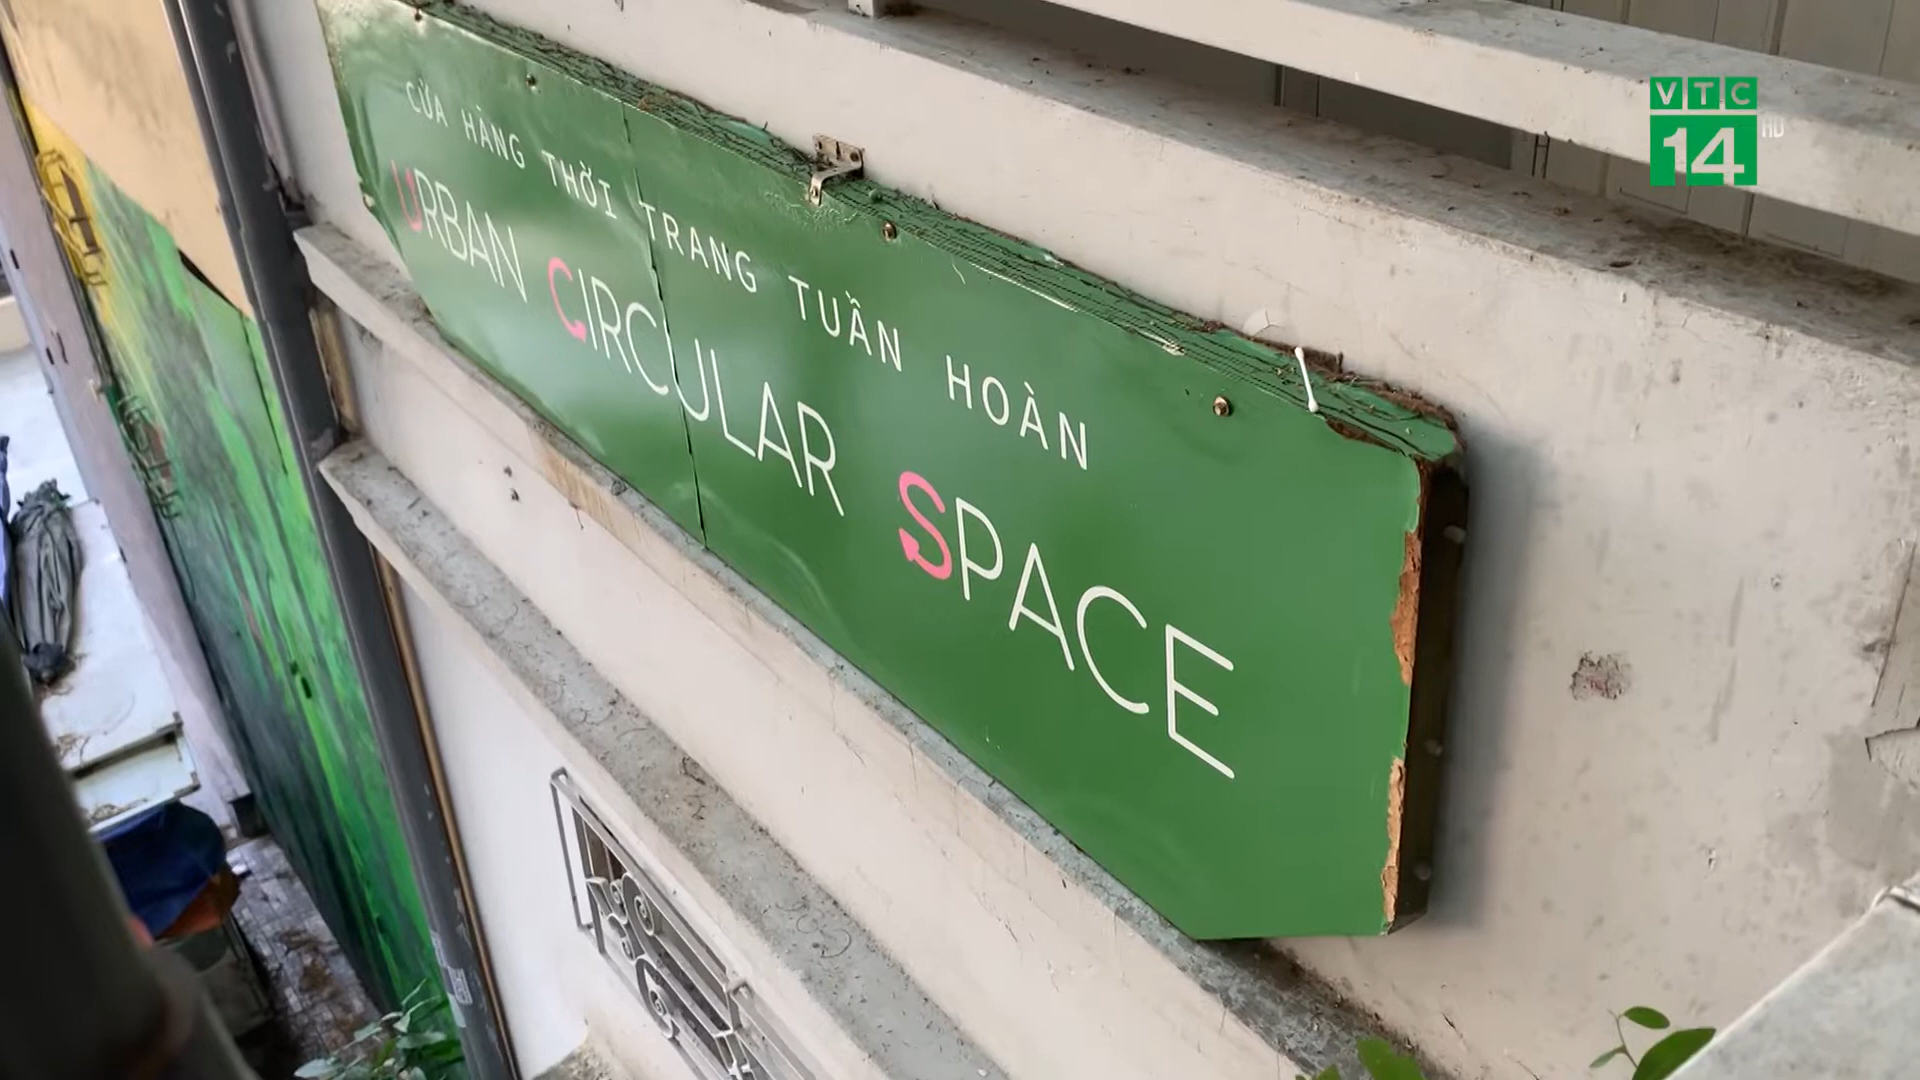 CỬA HÀNG THỜI TRANG TUẦN HOÀN
URBAN CIRCULAR SPACE
VTC
14 HD